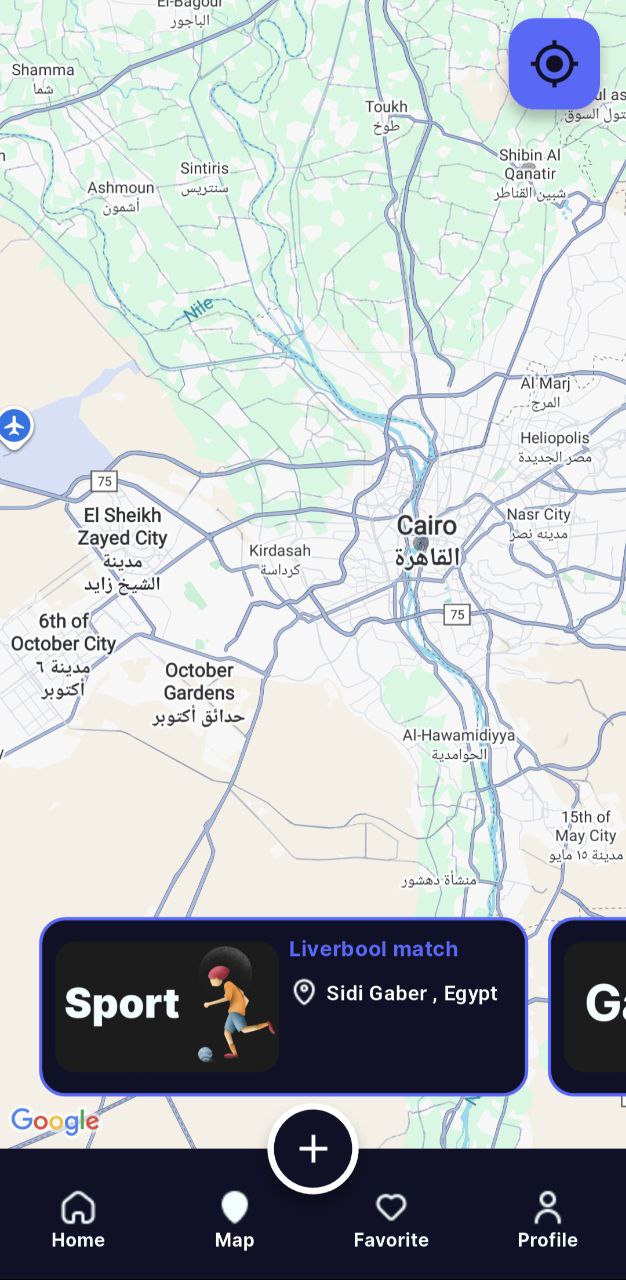 El-Bagour
الباجور
Shamma
شما
Toukh
طوخ
Shibin Al
Qanatir
شبين القناطر
Sintiris
سنتريس
Ashmoun
أشمون
Nile
Al Marj
المرج
Heliopolis
مصر الجديدة
75
El Sheikh
Zayed City
مدينة
الشيخ زايد
Nasr City
مدينه نصر
Cairo
القاهرة
Kirdasah
كرداسة
75
6th of
October City
مدينة ٦
أكتوبر
October
Gardens
حدائق أكتوبر
Al-Hawamidiyya
الحوامدية
15th of
May City
مدينة ١٥ مايو
منشأة دهشور
Liverbool match
Sport
Sidi Gaber , Egypt
Ga
Google
Home
Map
Favorite
Profile